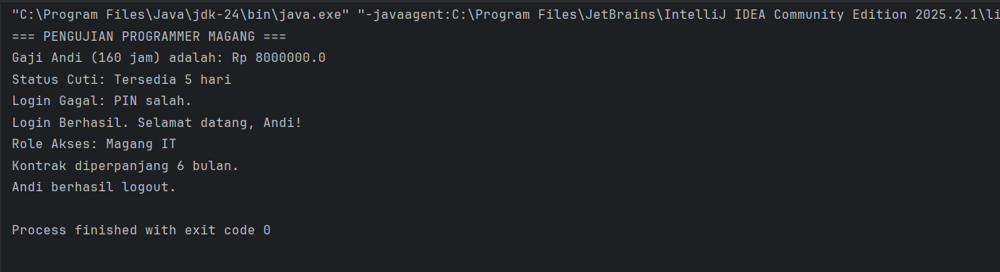 "C:\Program Files\Java\jdk-24\bin\java.exe" "-javaagent:C:\Program Files\JetBrains\IntelliJ IDEA Community Edition 2025.2.1\li
=== PENGUJIAN PROGRAMMER MAGANG ===
Gaji Andi (160 jam) adalah: Rp 8000000.0
Status Cuti: Tersedia 5 hari
Login Gagal: PIN salah.
Login Berhasil. Selamat datang, Andi!
Role Akses: Magang IT
Kontrak diperpanjang 6 bulan.
Andi berhasil logout.
Process finished with exit code 0